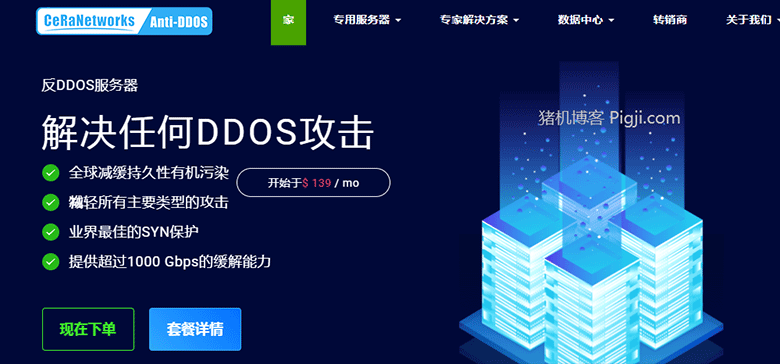 CeRaNetworks Anti-DDOS
家 专用服务器 专家解决方案 数据中心 转销商 关于我们
反DDOS服务器
解决任何DDOS攻击
猪机博客 Pigji.com
全球减缓持久性有机污染
开始于$ 139 / mo
轻所有主要类型的攻击
业界最佳的SYN保护
提供超过1000 Gbps的缓解能力
现在下单 套餐详情